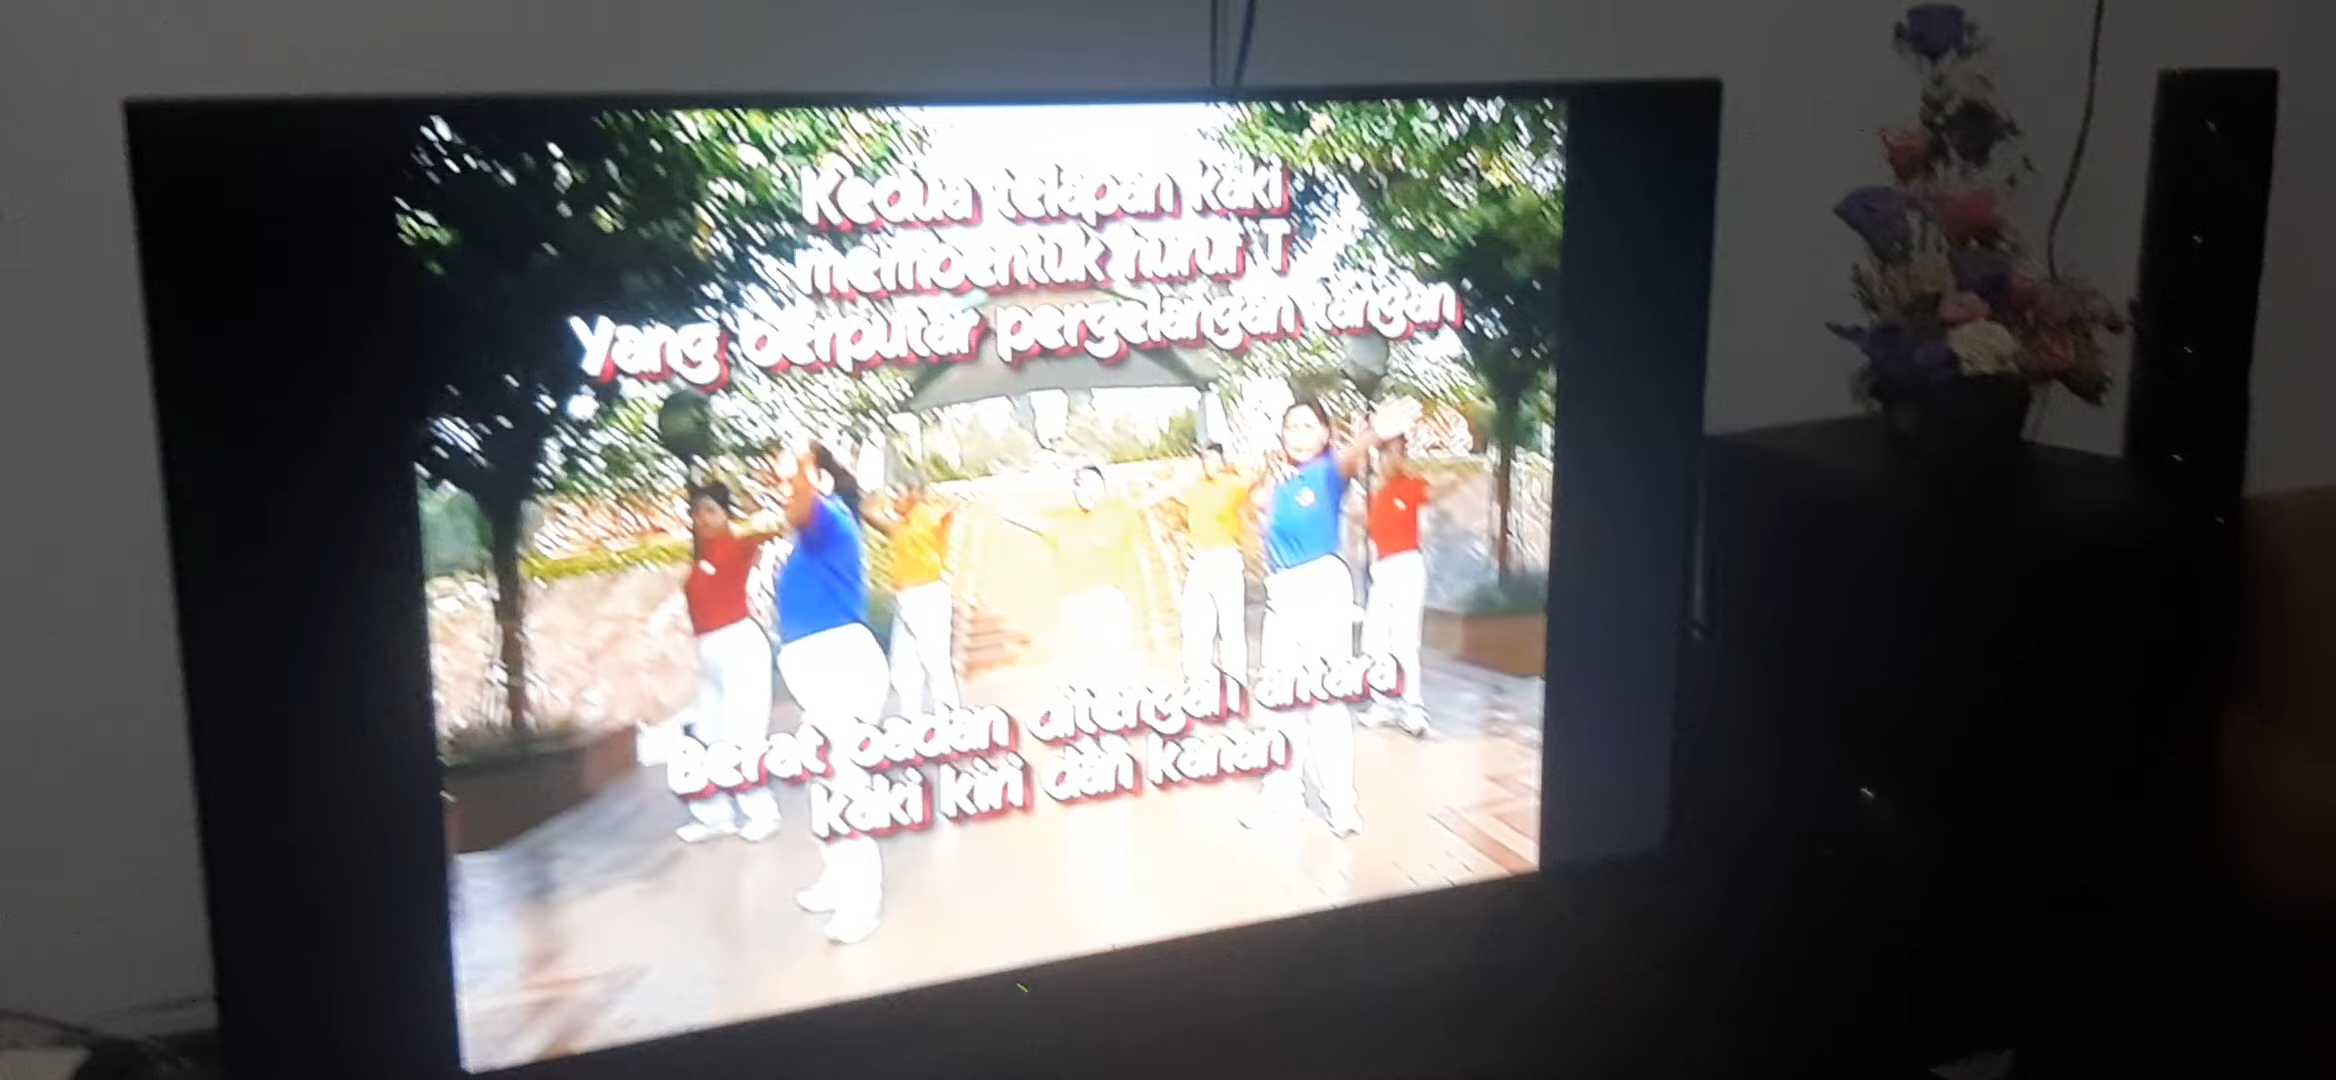 Kedua telapan kaki
membentuk huruf T
Yang berputar pergelangan tangan
Berat badan ditengah antara
kaki kiri dan kanan